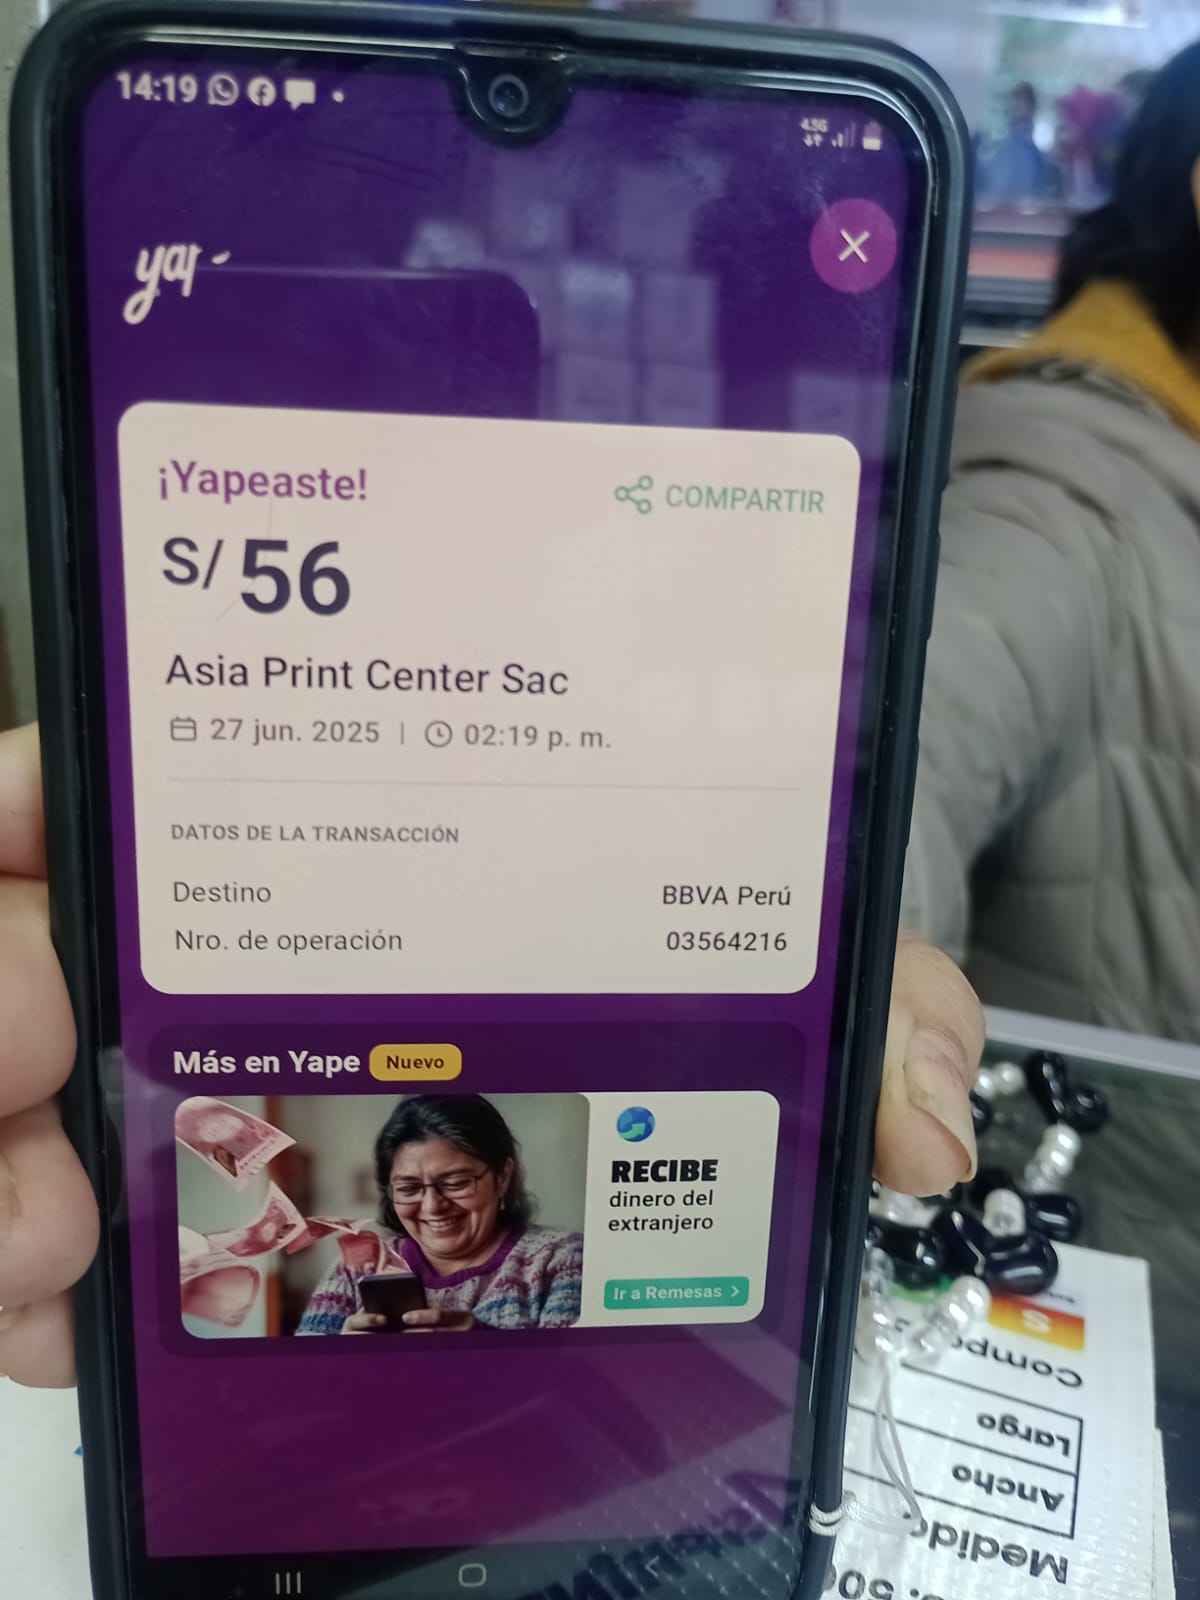 14:19
4.5G
yap
¡Yapeaste!
COMPARTIR
S/ 56
Asia Print Center Sac
27 jun. 2025 | 02:19 p. m.
DATOS DE LA TRANSACCIÓN
Destino BBVA Perú
Nro. de operación 03564216
Más en Yape Nuevo
RECIBE
dinero del
extranjero
Ir a Remesas >
Largo
Ancho